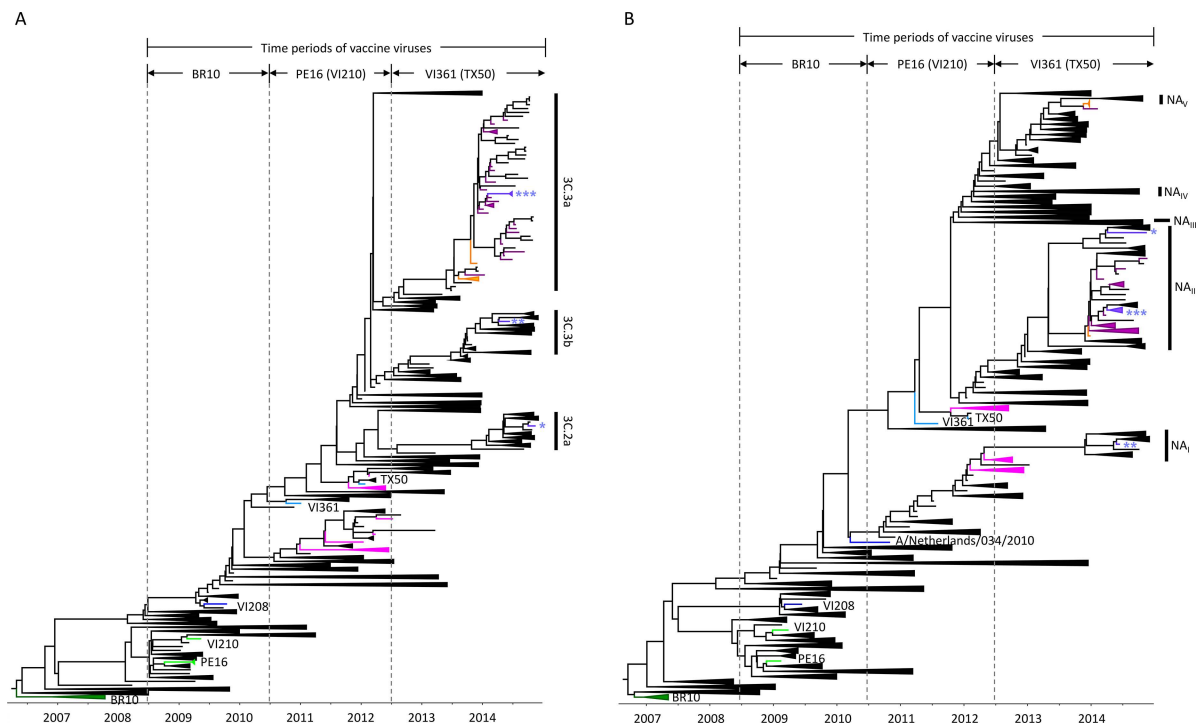 A
Time periods of vaccine viruses
BR10
PE16 (VI210)
VI361 (TX50)
3C.3a
***
3C.3b
**
3C.2a
*
TX50
VI361
VI208
VI210
PE16
BR10
2007
2008
2009
2010
2011
2012
2013
2014
B
Time periods of vaccine viruses
BR10
PE16 (VI210)
VI361 (TX50)
NAV
NAIV
NAIII
*
NAII
***
TX50
VI361
NAI
**
A/Netherlands/034/2010
VI208
VI210
PE16
BR10
2007
2008
2009
2010
2011
2012
2013
2014